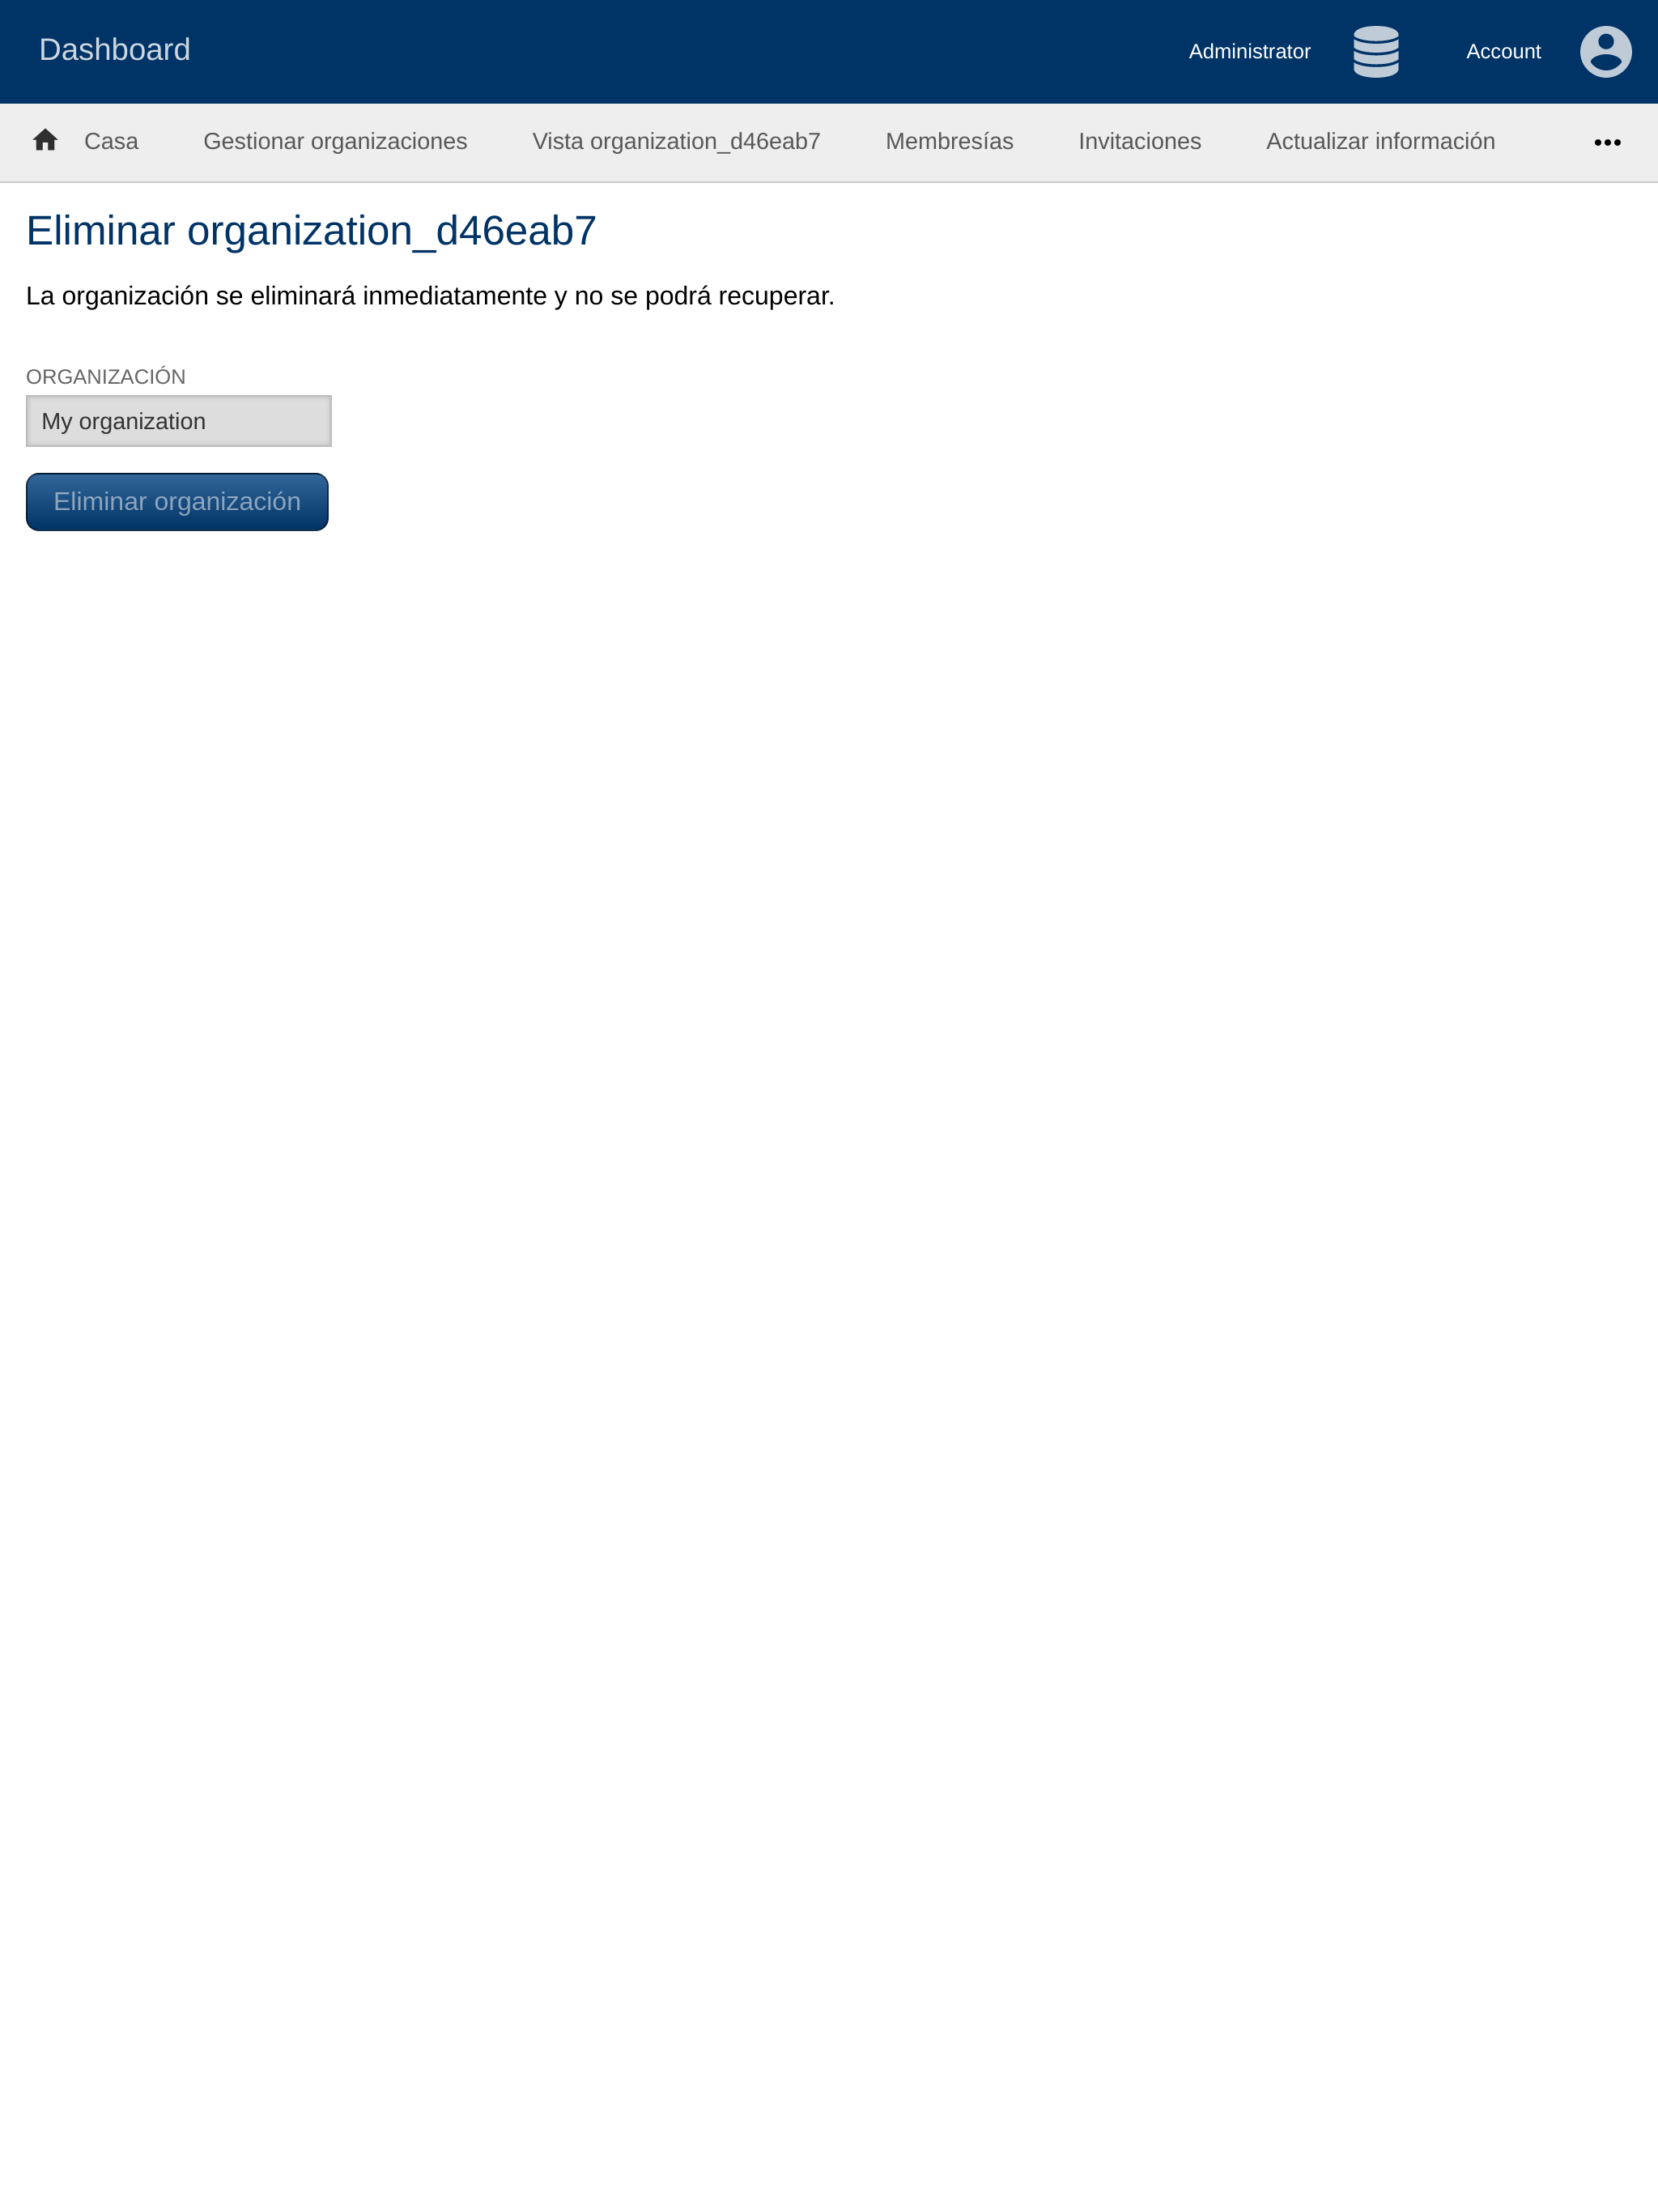 Dashboard
Administrator
Account
Casa
Gestionar organizaciones
Vista organization_d46eab7
Membresías
Invitaciones
Actualizar información
Eliminar organization_d46eab7
La organización se eliminará inmediatamente y no se podrá recuperar.
ORGANIZACIÓN
My organization
Eliminar organización